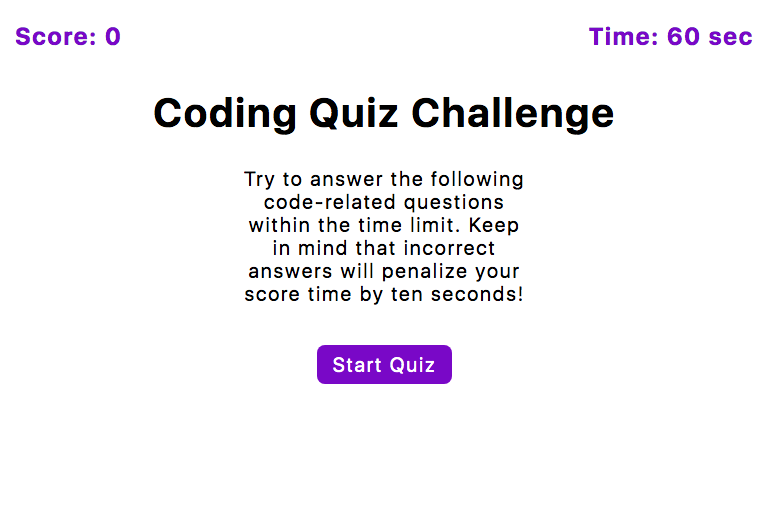 Score: 0
Time: 60 sec
Coding Quiz Challenge
Try to answer the following
code-related questions
within the time limit. Keep
in mind that incorrect
answers will penalize your
score time by ten seconds!
Start Quiz